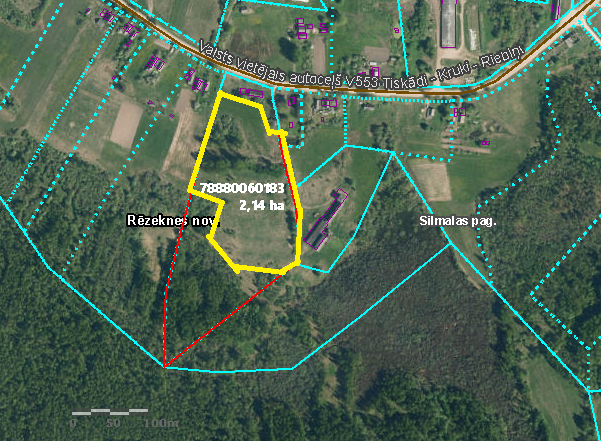 Valsts vietējais autoceļš V553 Tiskādi - Kruki - Riebiņi
78880060183
2,14 ha
Rēzeknes nov.
Silmalas pag.
0 50 100m